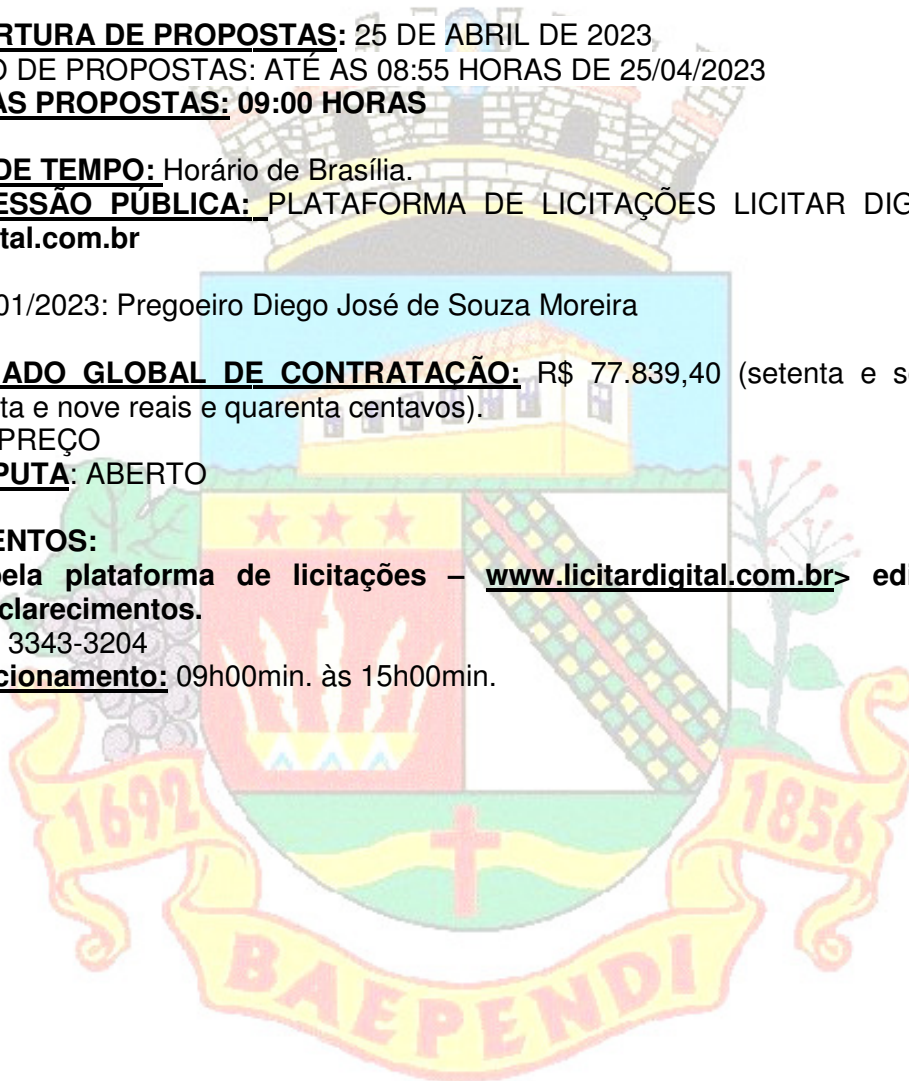 RTURA DE PROPOSTAS: 25 DE ABRIL DE 2023
O DE PROPOSTAS: ATÉ AS 08:55 HORAS DE 25/04/2023
AS PROPOSTAS: 09:00 HORAS
DE TEMPO: Horário de Brasília.
ESSÃO PÚBLICA: PLATAFORMA DE LICITAÇÕES LICITAR DIG
tal.com.br
01/2023: Pregoeiro Diego José de Souza Moreira
ADO GLOBAL DE CONTRATAÇÃO: R$ 77.839,40 (setenta e s
ta e nove reais e quarenta centavos).
PREÇO
PUTA: ABERTO
ENTOS:
pela plataforma de licitações – www.licitardigital.com.br> ed
clarecimentos.
3343-3204
cionamento: 09h00min. às 15h00min.
1692
1856
BAEPENDI